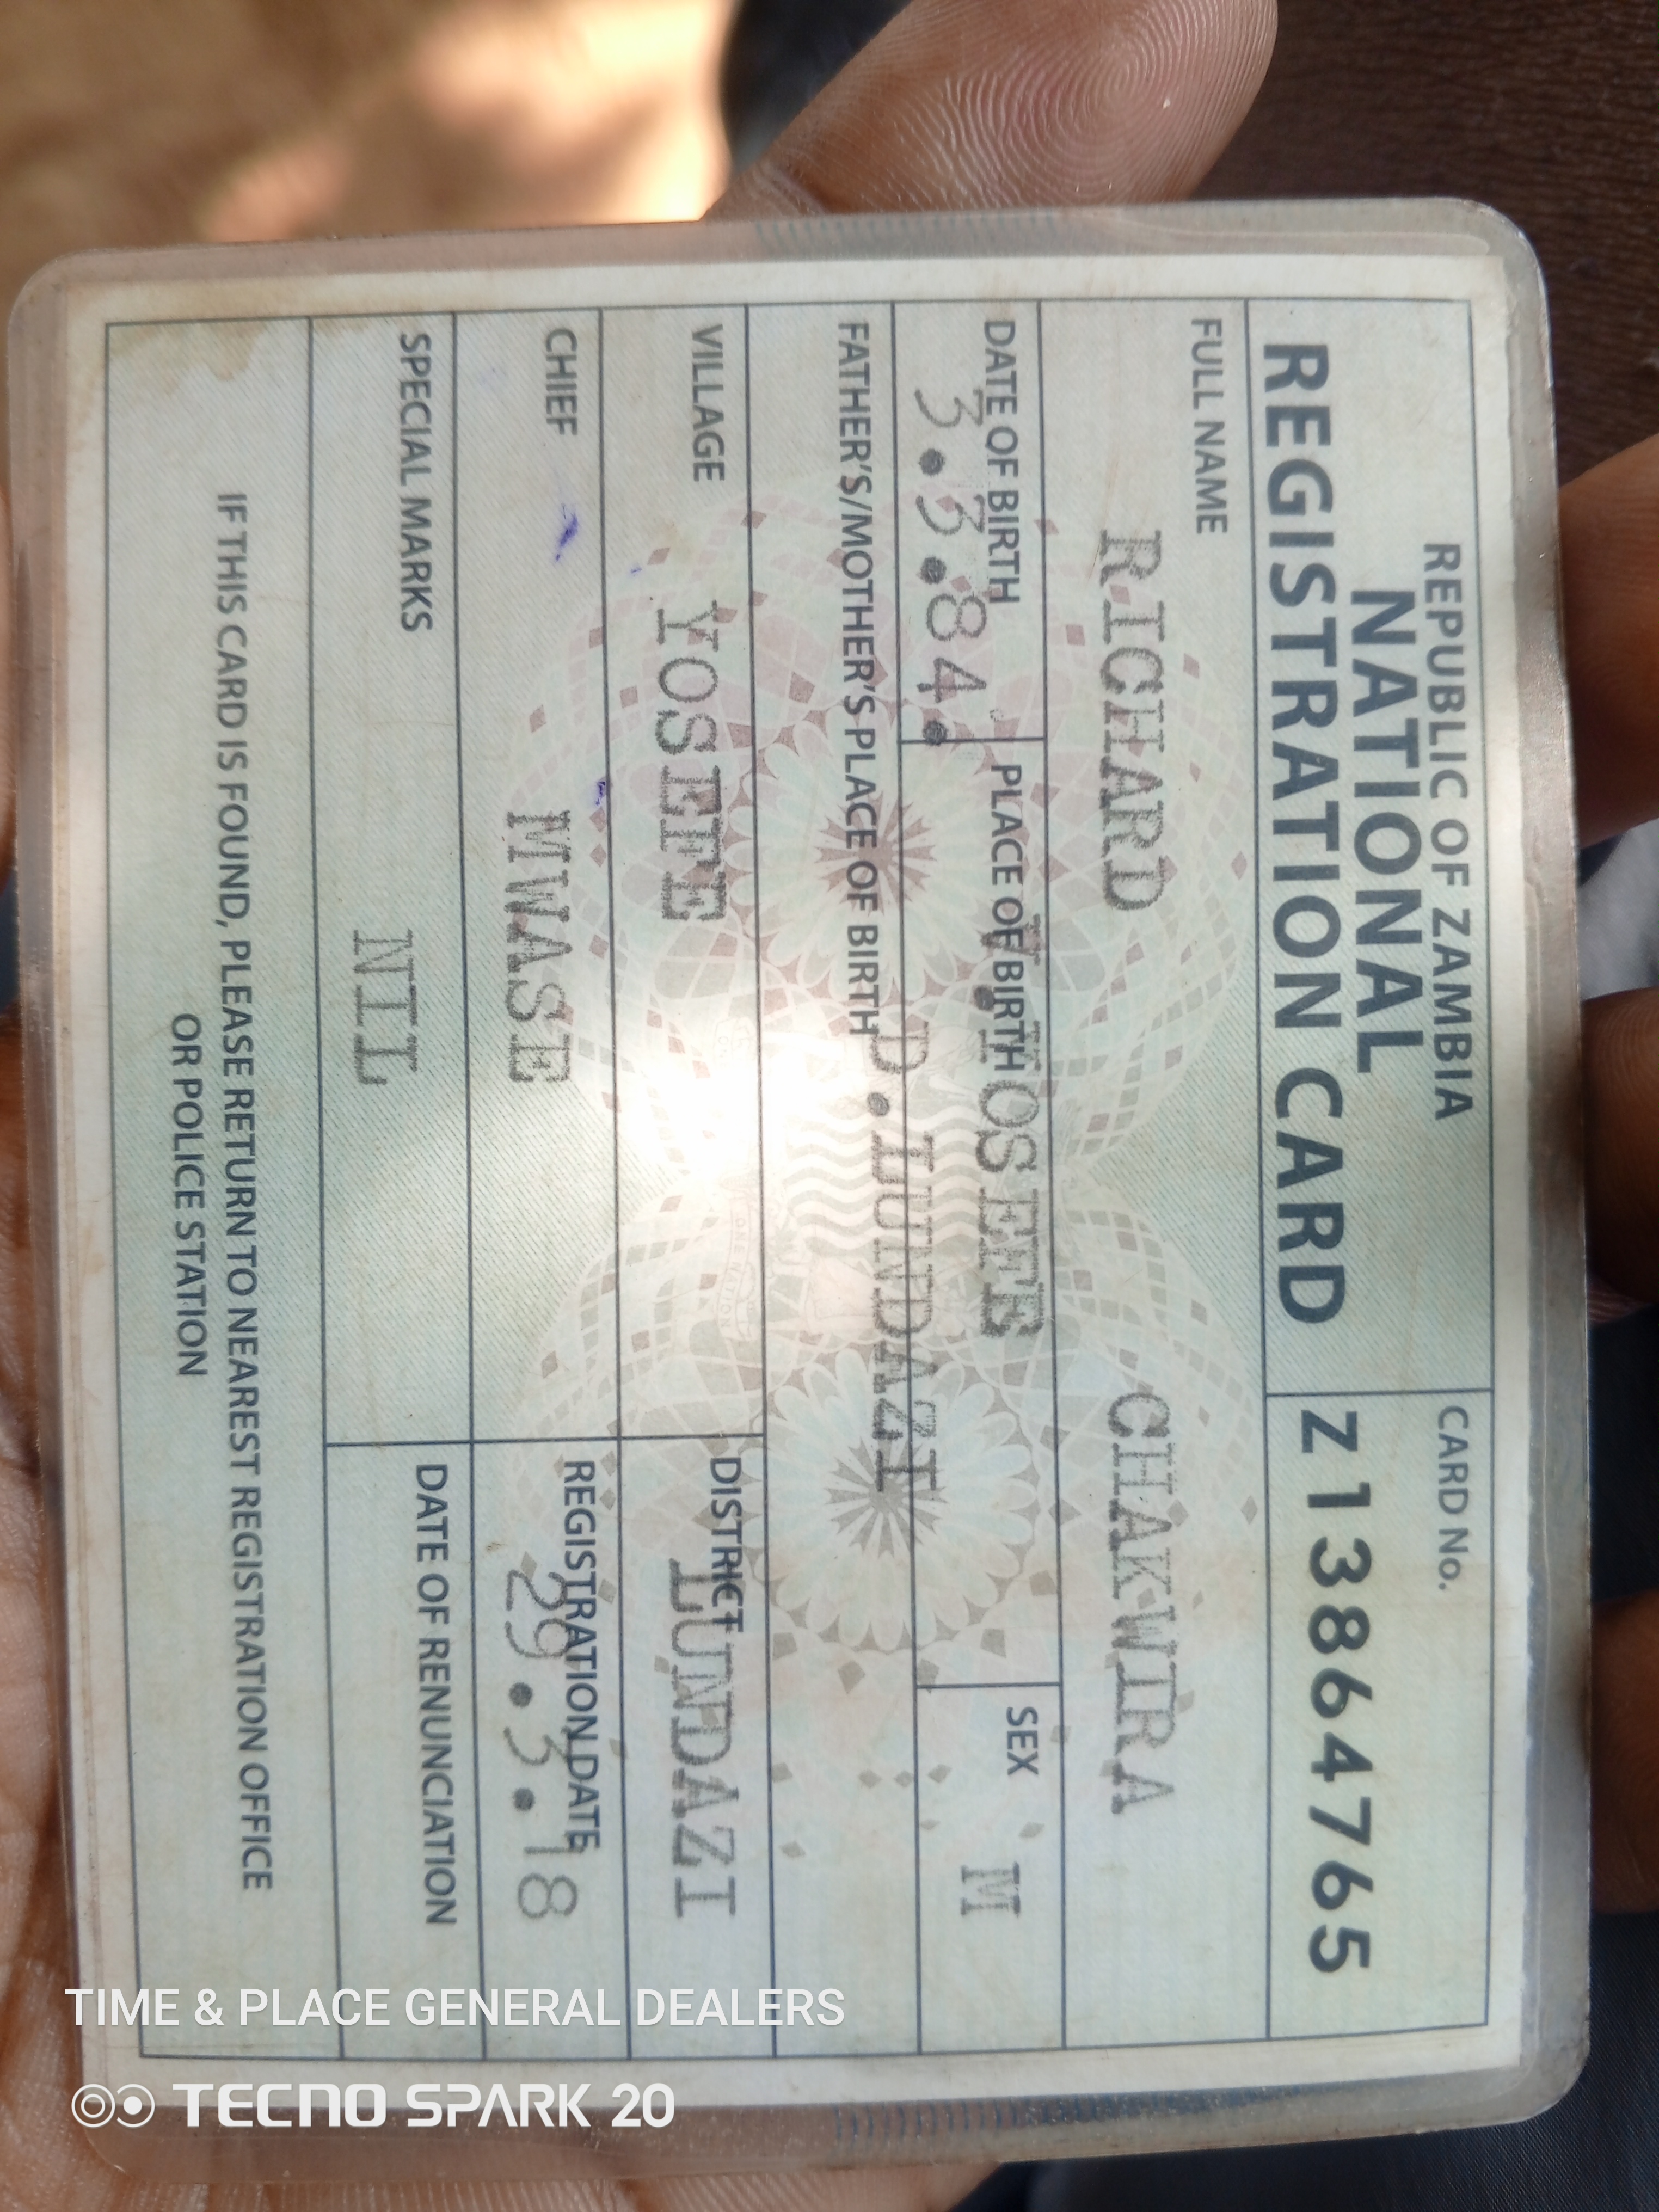 REPUBLIC OF ZAMBIA
NATIONAL
REGISTRATION CARD
CARD No.
Z1386 4765
FULL NAME
RICHARD CHAKWIRA
DATE OF BIRTH
3.3.84.
PLACE OF BIRTH
V.YOSEFE
SEX
M
FATHER'S/MOTHER'S PLACE OF BIRTH
D.LUNDAZI
VILLAGE
YOSEFE
DISTRICT
LUNDAZI
CHIEF
MWASE
REGISTRATION DATE
29.3.18
SPECIAL MARKS
NIL
DATE OF RENUNCIATION
IF THIS CARD IS FOUND, PLEASE RETURN TO NEAREST REGISTRATION OFFICE
OR POLICE STATION
TIME & PLACE GENERAL DEALERS
TECNO SPARK 20